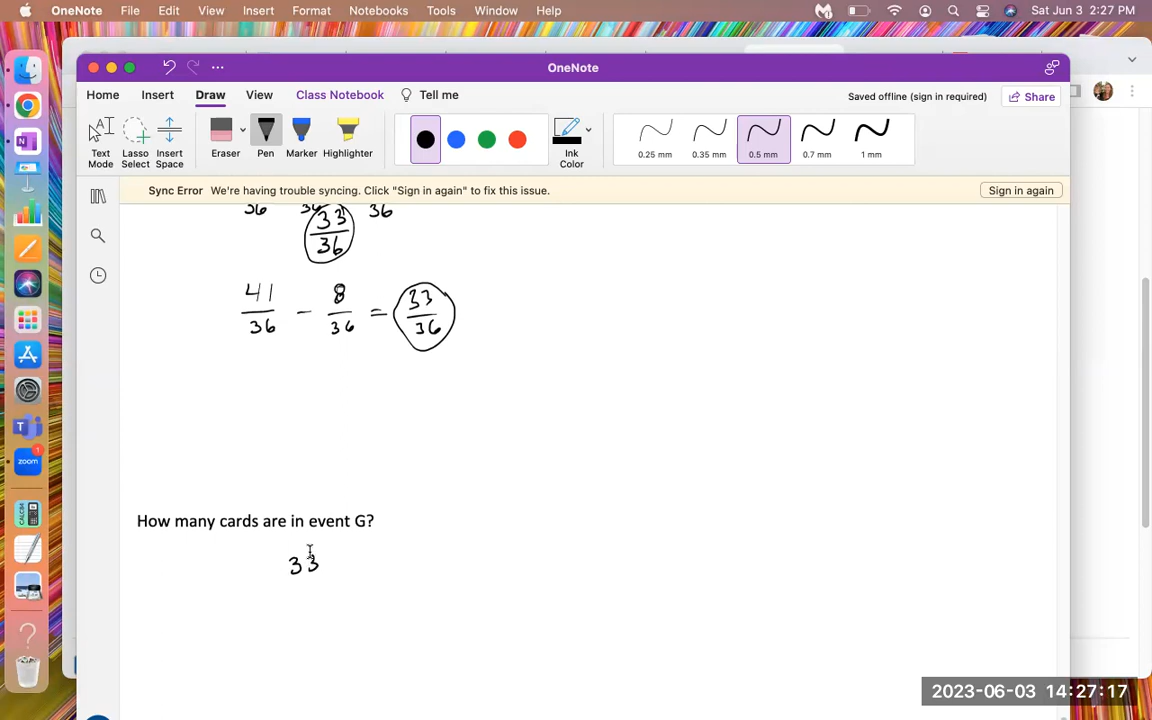 OneNote File Edit View Insert Format Notebooks Tools Window Help Sat Jun 3 2:27 PM
OneNote
Home Insert Draw View Class Notebook Tell me Saved offline (sign in required) Share
Text Mode Lasso Select Insert Space Eraser Pen Marker Highlighter Ink Color 0.25 mm 0.35 mm 0.5 mm 0.7 mm 1 mm
Sync Error We're having trouble syncing. Click "Sign in again" to fix this issue. Sign in again
36 36 36
33
36
41 - 8 = 33
36 36 36
How many cards are in event G?
33
zoom
1
2023-06-03 14:27:17